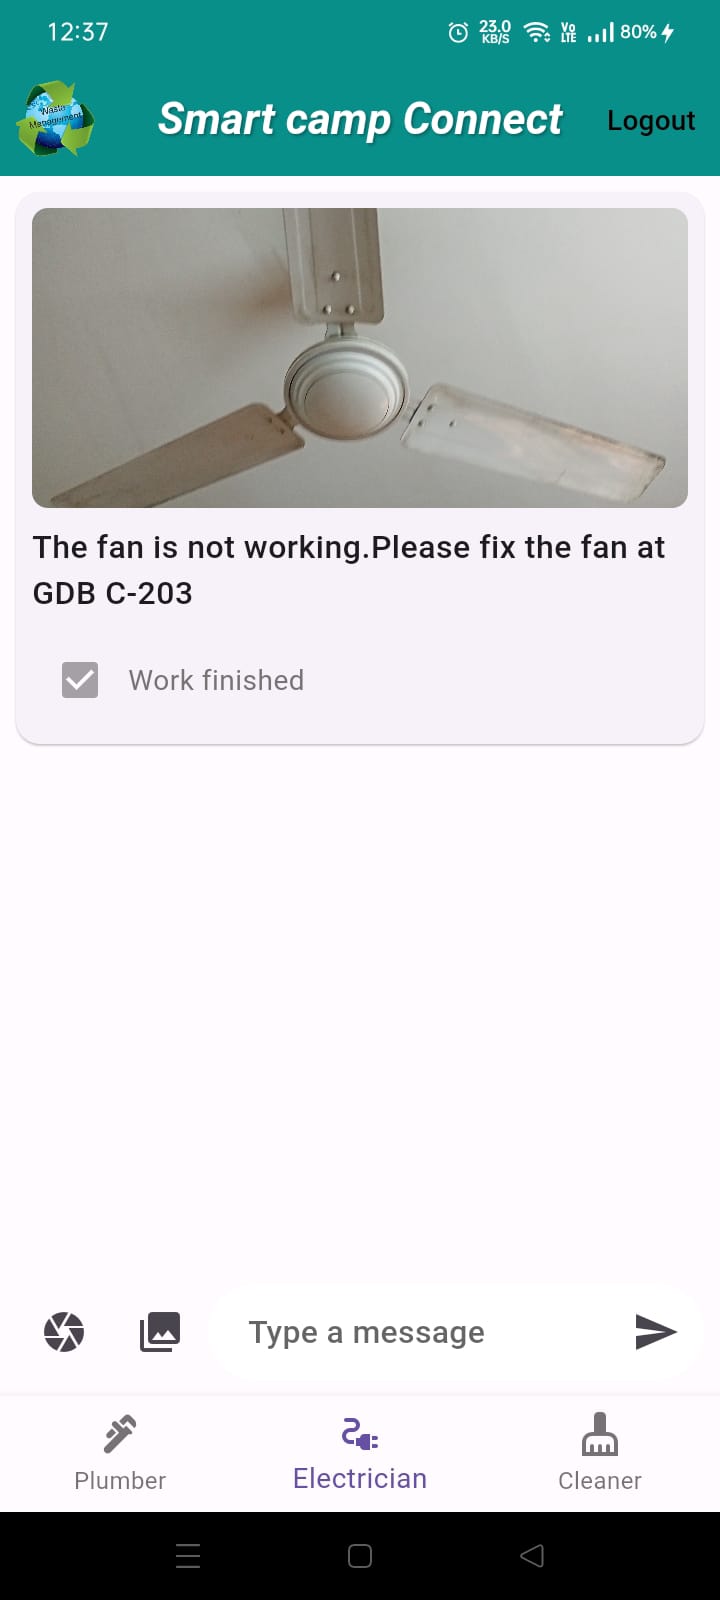 12:37
23.0
KB/S
Vo
LTE
80%
Waste
Management
Smart camp Connect
Logout
The fan is not working.Please fix the fan at
GDB C-203
Work finished
Type a message
Plumber
Electrician
Cleaner